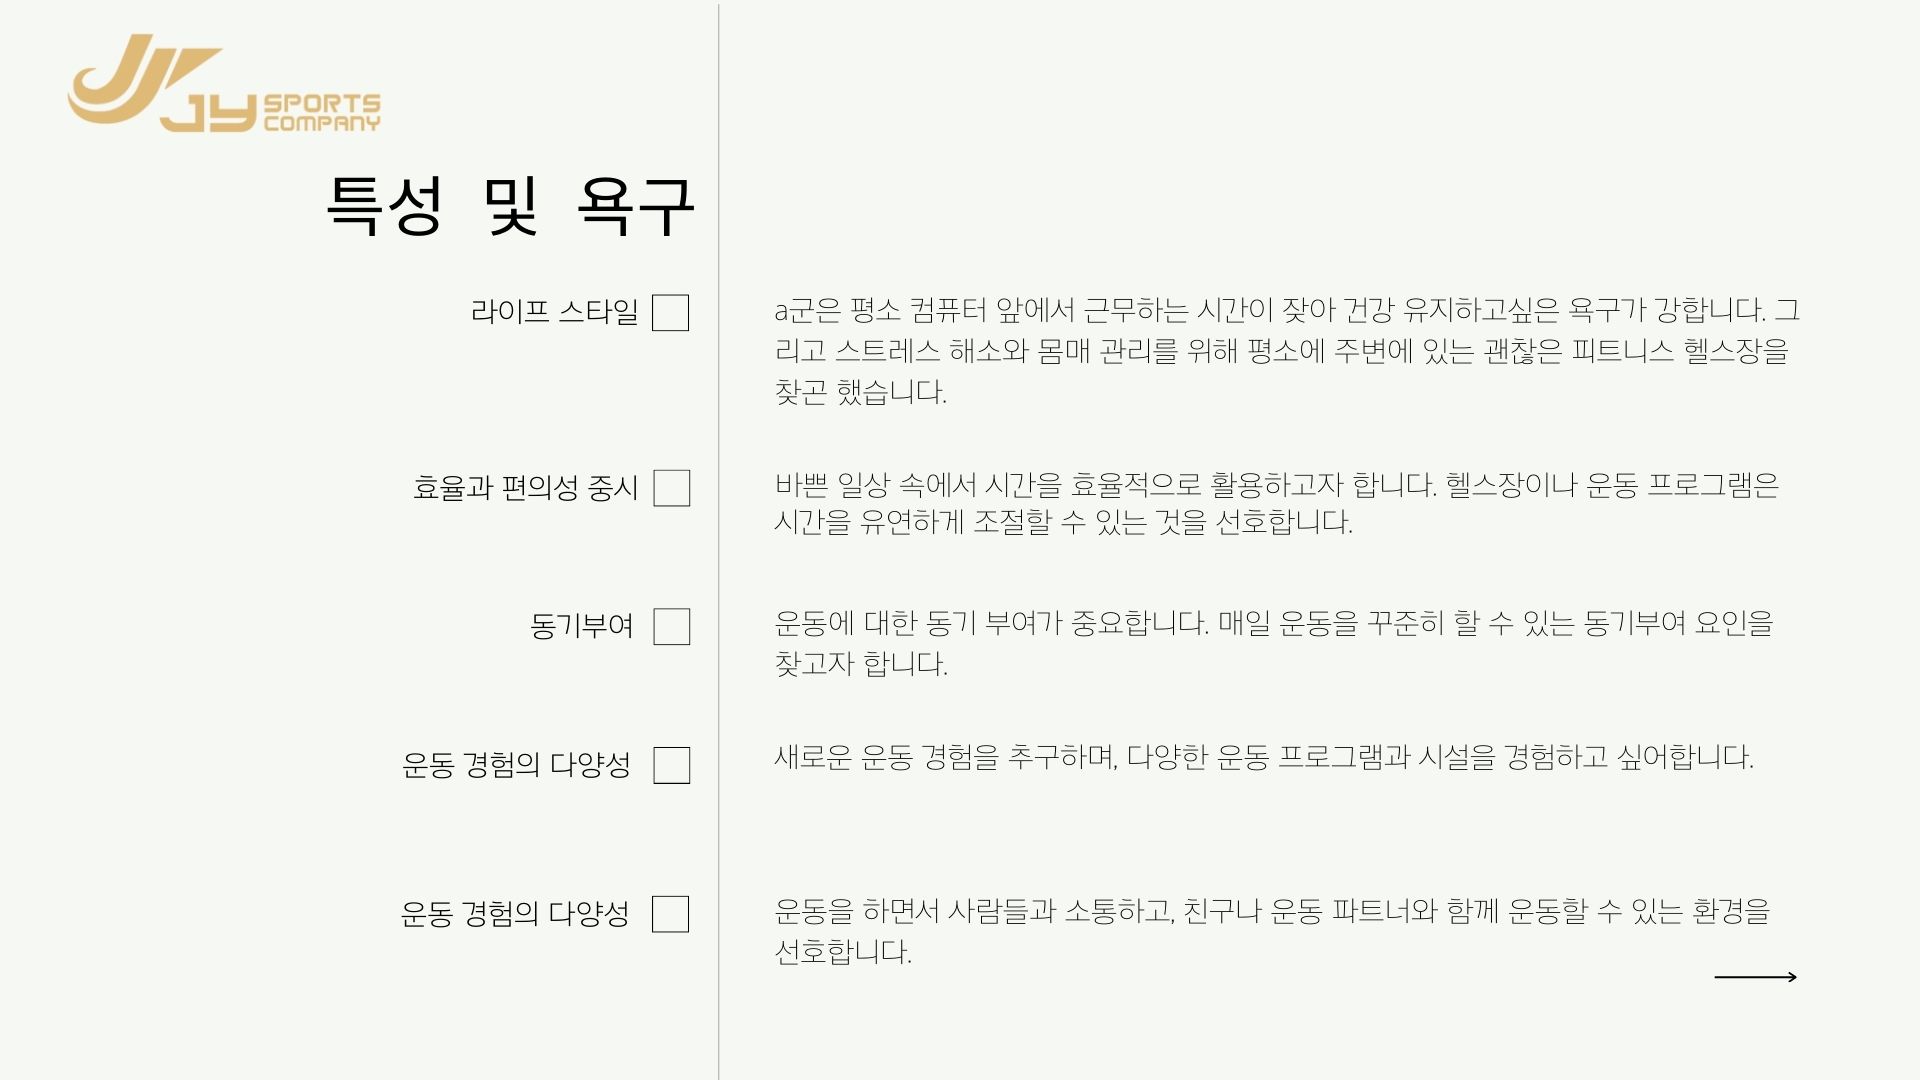 JY SPORTS
COMPANY
특성 및 욕구
라이프 스타일
a군은 평소 컴퓨터 앞에서 근무하는 시간이 잦아 건강 유지하고싶은 욕구가 강합니다. 그
리고 스트레스 해소와 몸매 관리를 위해 평소에 주변에 있는 괜찮은 피트니스 헬스장을
찾곤 했습니다.
효율과 편의성 중시
바쁜 일상 속에서 시간을 효율적으로 활용하고자 합니다. 헬스장이나 운동 프로그램은
시간을 유연하게 조절할 수 있는 것을 선호합니다.
동기부여
운동에 대한 동기 부여가 중요합니다. 매일 운동을 꾸준히 할 수 있는 동기부여 요인을
찾고자 합니다.
운동 경험의 다양성
새로운 운동 경험을 추구하며, 다양한 운동 프로그램과 시설을 경험하고 싶어합니다.
운동 경험의 다양성
운동을 하면서 사람들과 소통하고, 친구나 운동 파트너와 함께 운동할 수 있는 환경을
선호합니다.